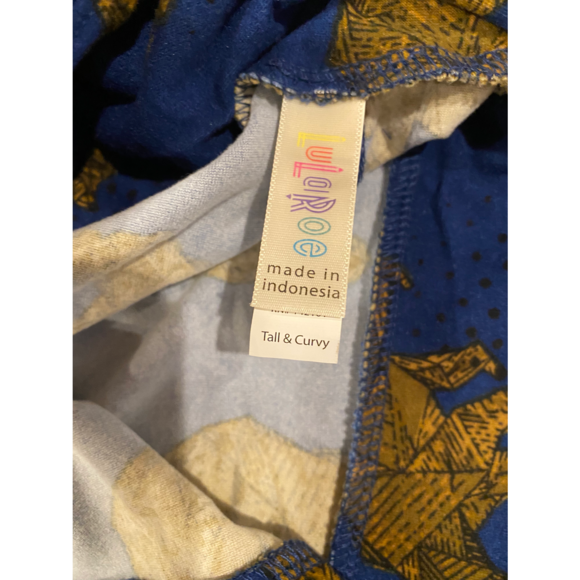 LuLaRoe
made in
indonesia
Tall & Curvy